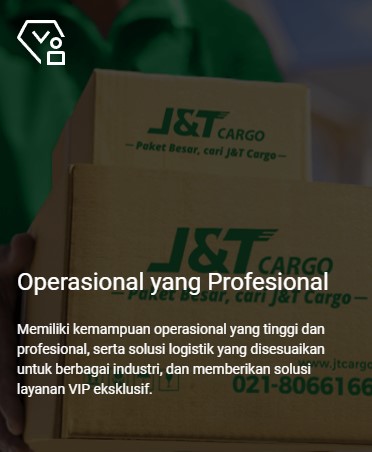 J&T CARGO
Paket Besar, cari J&T Cargo
J&T CARGO
Operasional yang Profesional
Paket Besar, cari J&T Cargo
Memiliki kemampuan operasional yang tinggi dan
profesional, serta solusi logistik yang disesuaikan
www.jtcargo
untuk berbagai industri, dan memberikan solusi
021-8066166
layanan VIP eksklusif.